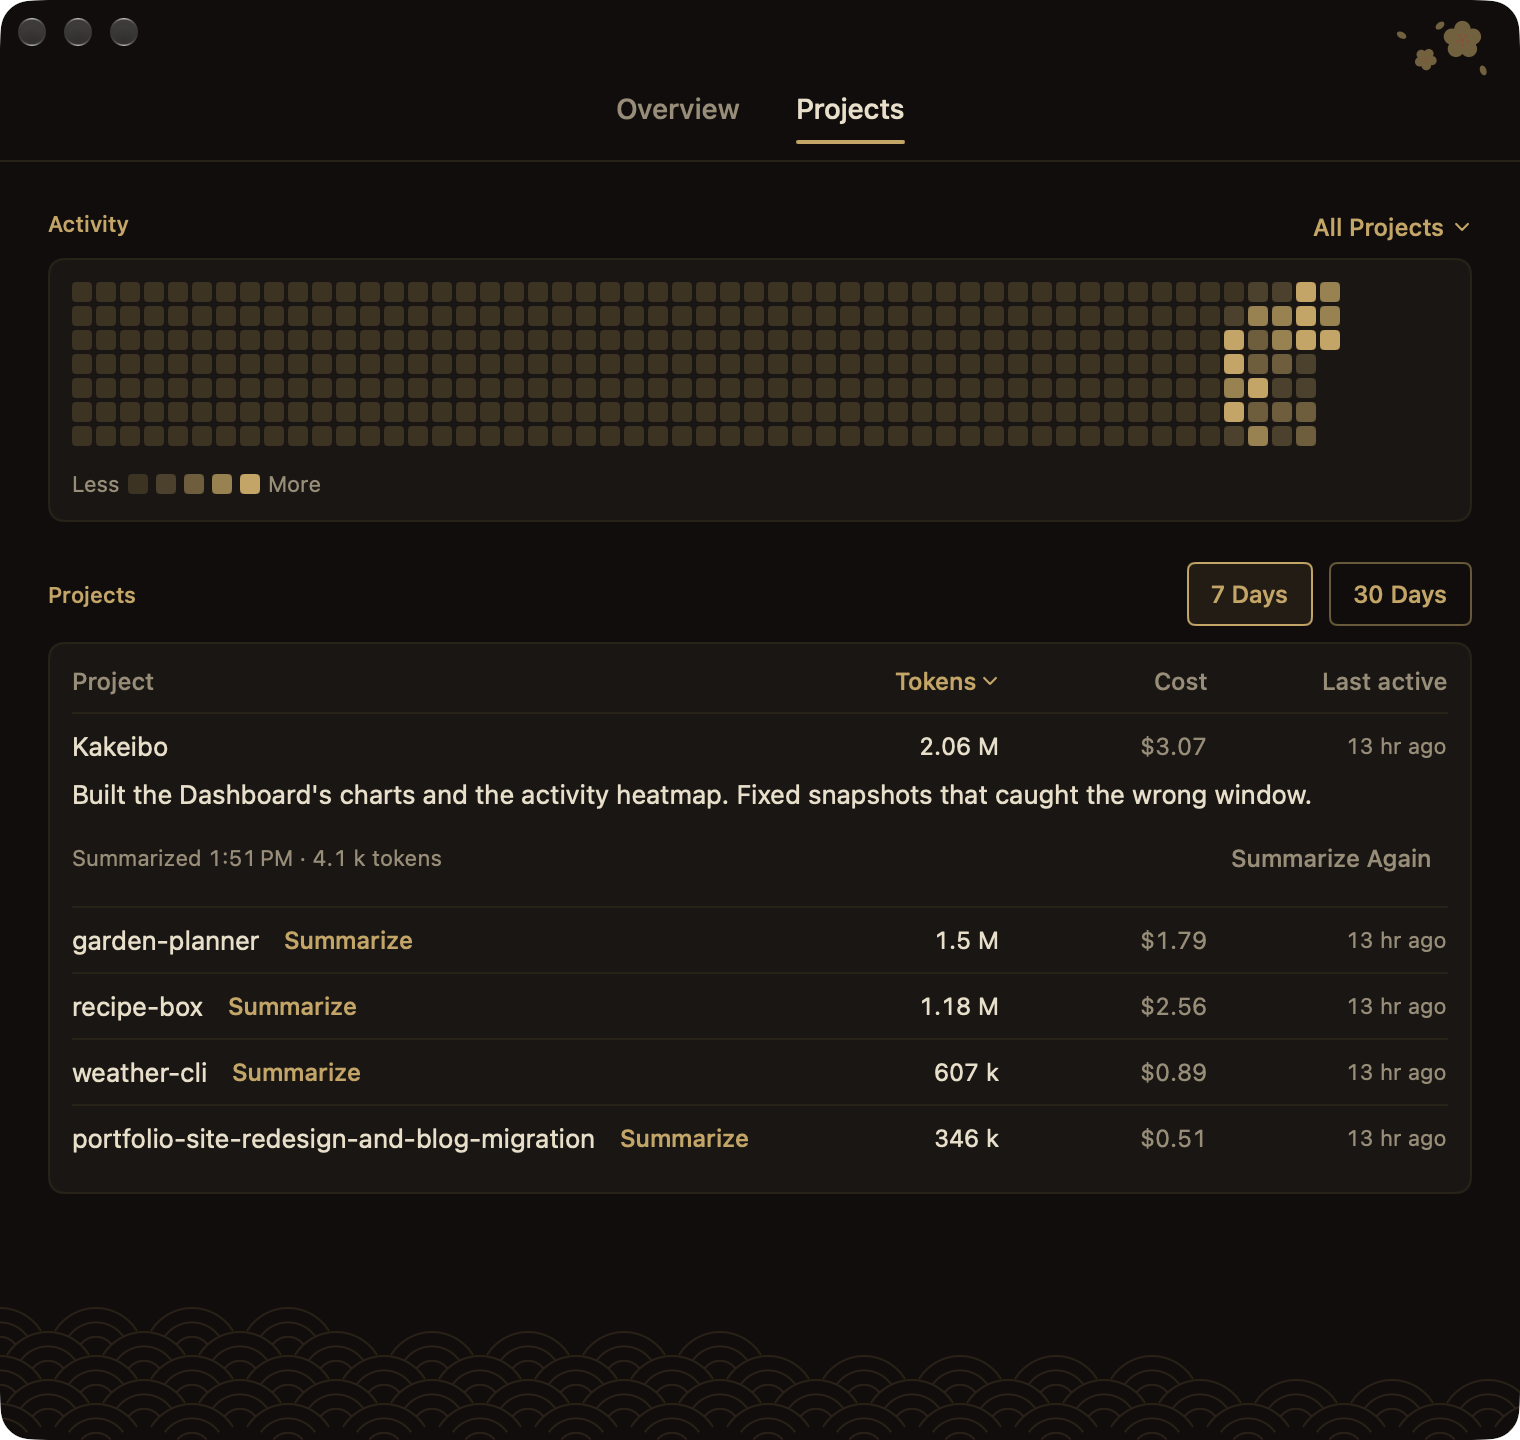 Overview Projects
Activity All Projects
Less More
Projects 7 Days 30 Days
Project Tokens Cost Last active
Kakeibo 2.06 M $3.07 13 hr ago
Built the Dashboard's charts and the activity heatmap. Fixed snapshots that caught the wrong window.
Summarized 1:51 PM · 4.1 k tokens Summarize Again
garden-planner Summarize 1.5 M $1.79 13 hr ago
recipe-box Summarize 1.18 M $2.56 13 hr ago
weather-cli Summarize 607 k $0.89 13 hr ago
portfolio-site-redesign-and-blog-migration Summarize 346 k $0.51 13 hr ago